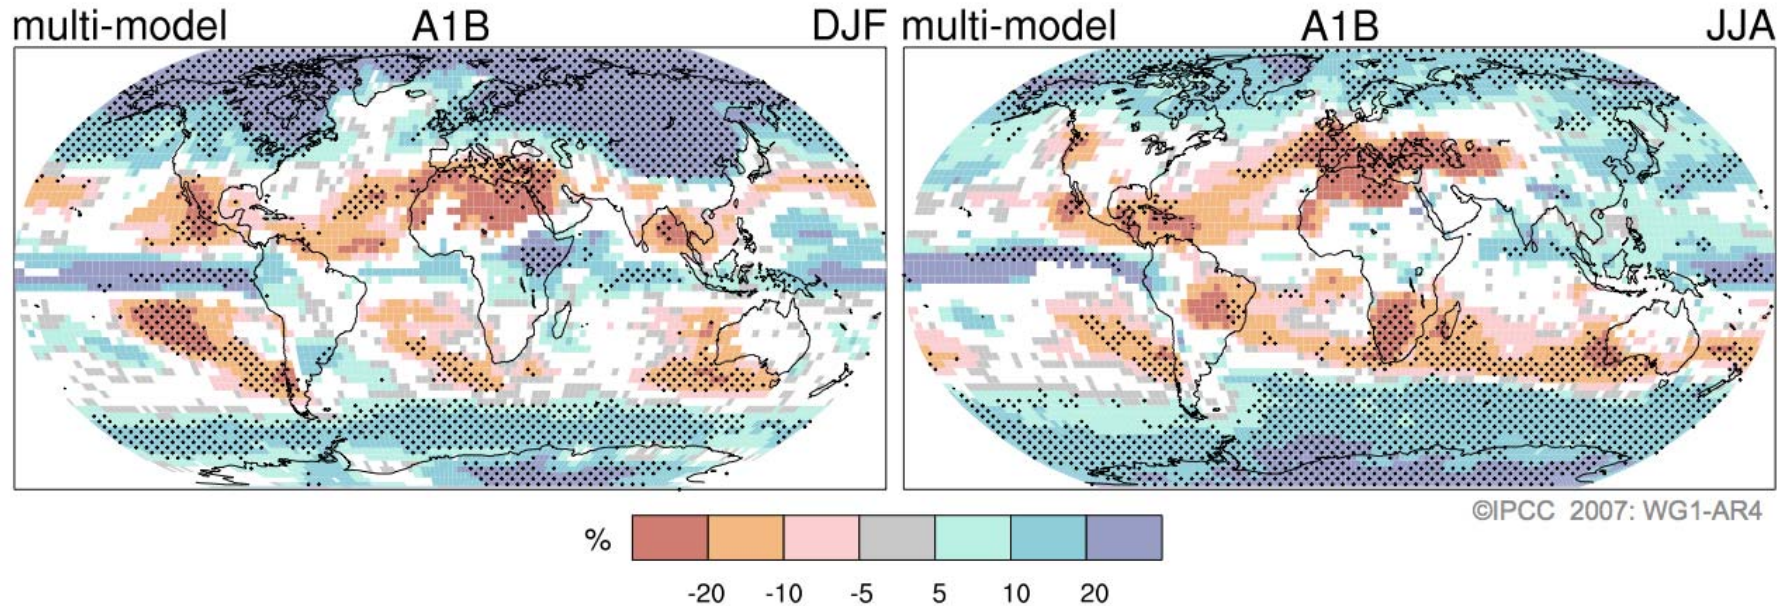 multi-model A1B DJF
multi-model A1B JJA
©IPCC 2007: WG1-AR4
%
-20 -10 -5 5 10 20